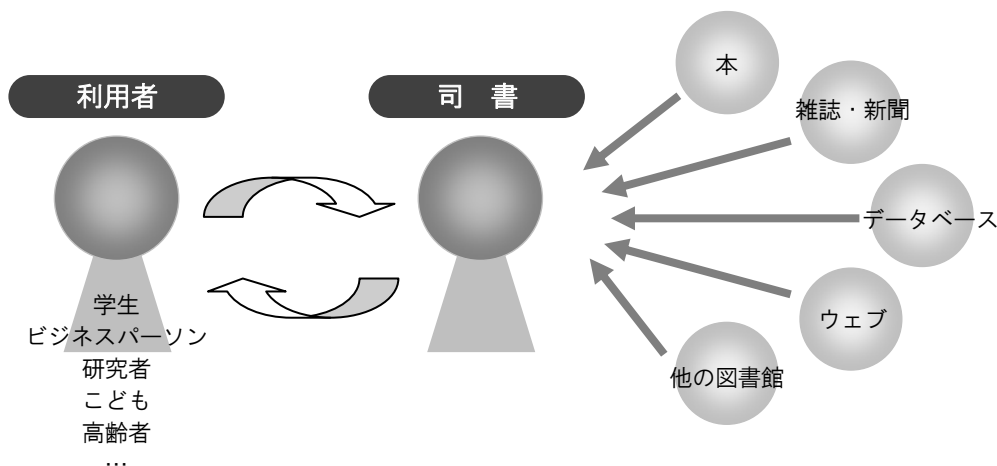 利用者
司　書
本
雑誌・新聞
データベース
ウェブ
他の図書館
学生
ビジネスパーソン
研究者
こども
高齢者
…